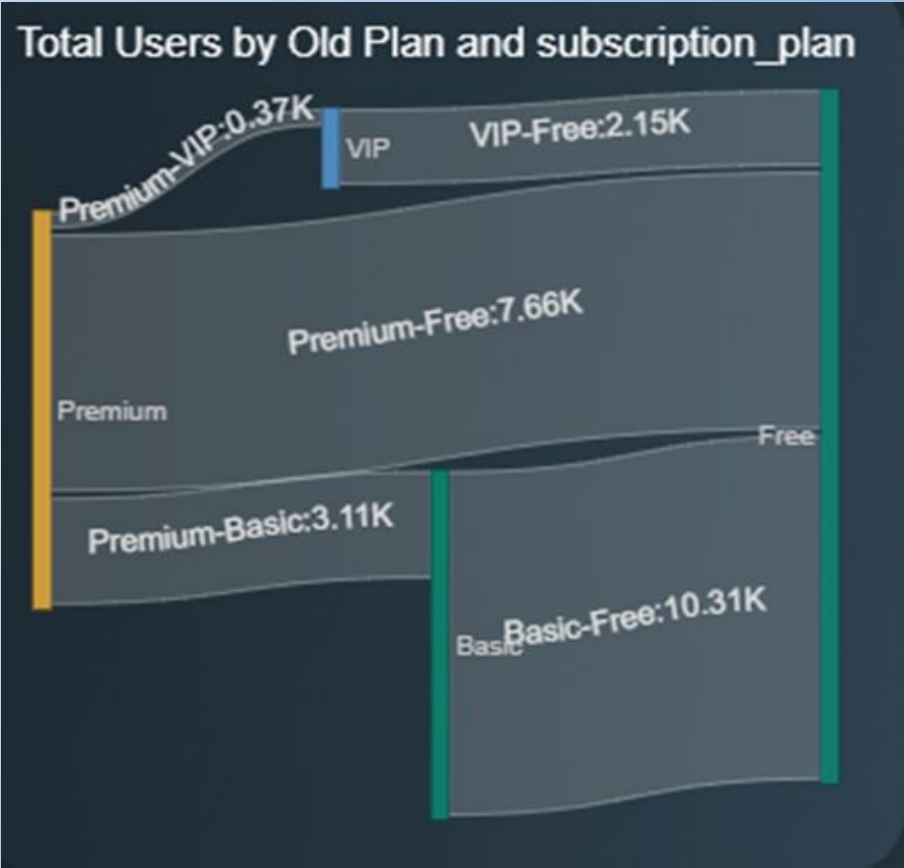 Total Users by Old Plan and subscription_plan
Premium-VIP:0.37K
VIP
VIP-Free:2.15K
Premium-Free:7.66K
Premium
Free
Premium-Basic:3.11K
Basic
Basic-Free:10.31K